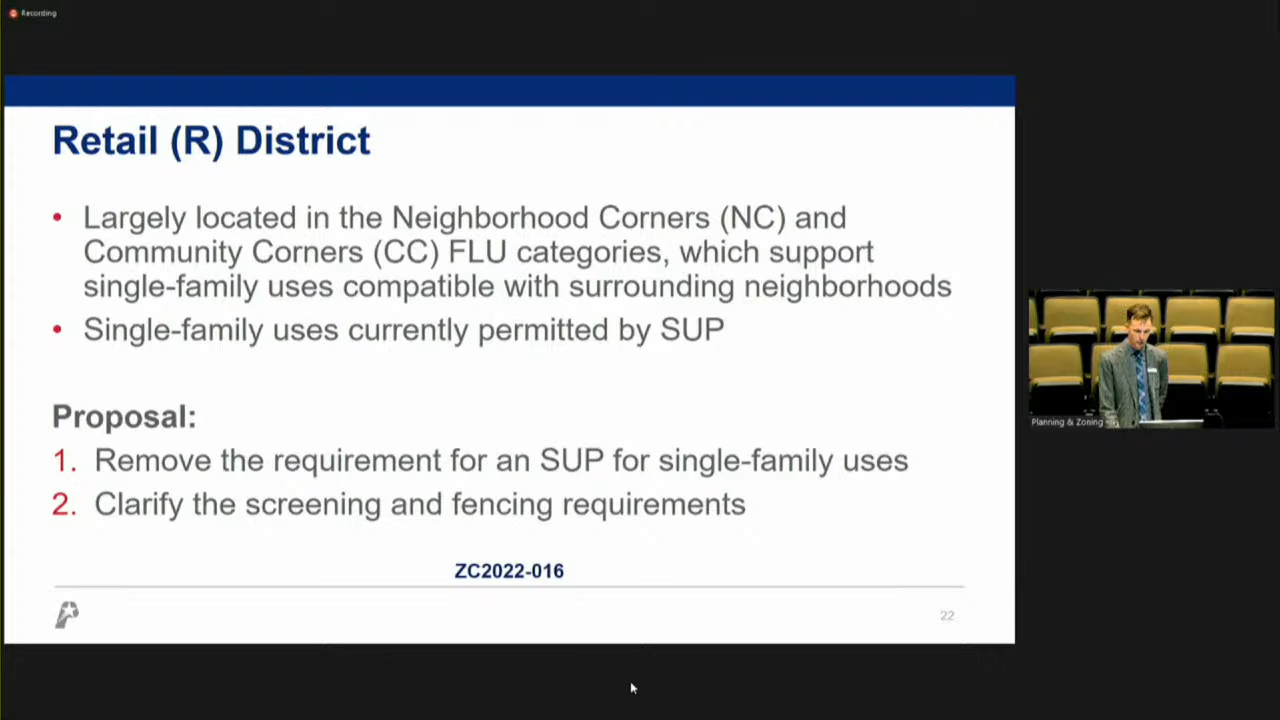 Recording
Retail (R) District
• Largely located in the Neighborhood Corners (NC) and
Community Corners (CC) FLU categories, which support
single-family uses compatible with surrounding neighborhoods
• Single-family uses currently permitted by SUP
Proposal:
1. Remove the requirement for an SUP for single-family uses
2. Clarify the screening and fencing requirements
ZC2022-016
22
Planning & Zoning